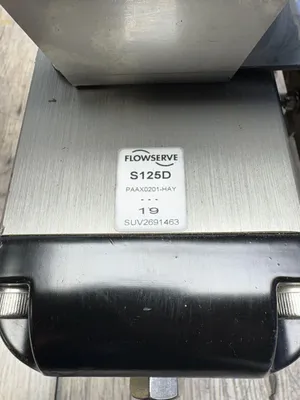 FLOWSERVE
S125D
PAAX0201-HAY
---
19
SUV2691463